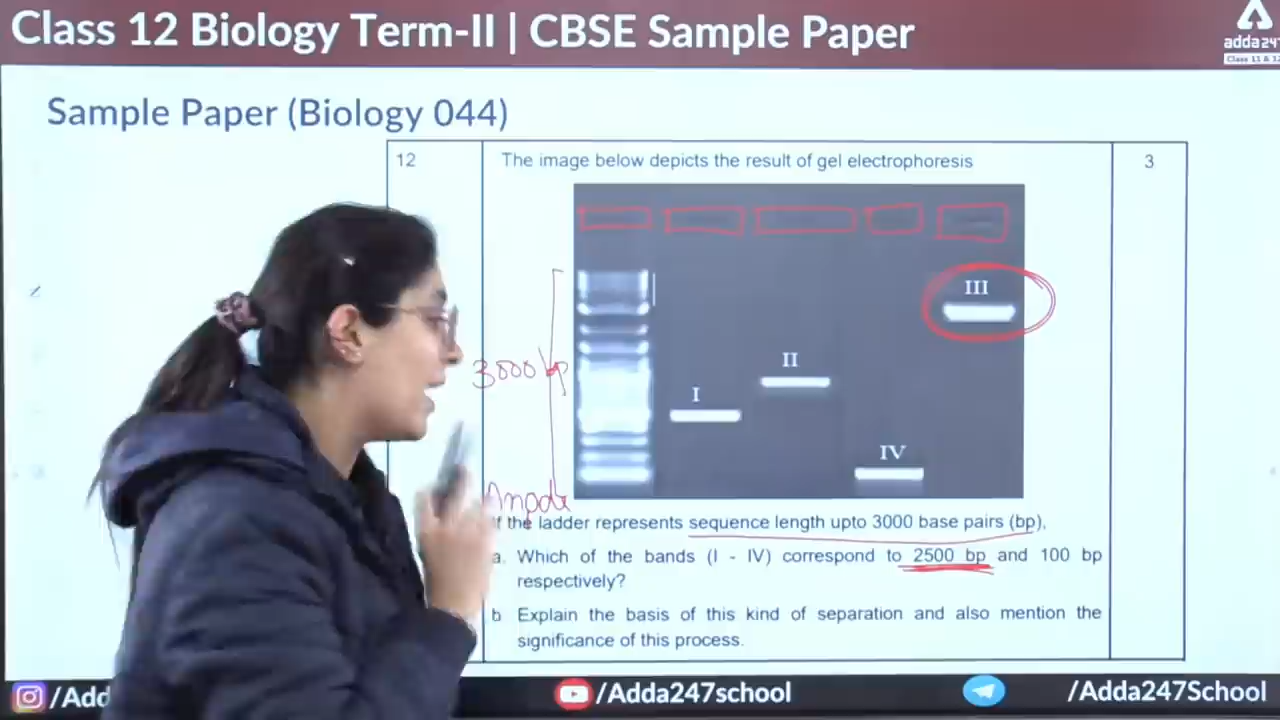 Class 12 Biology Term-II | CBSE Sample Paper
adda247
Class 11 & 12
Sample Paper (Biology 044)
12
The image below depicts the result of gel electrophoresis
3
III
II
I
3000 bp
IV
Anode
If the ladder represents sequence length upto 3000 base pairs (bp),
a. Which of the bands (I - IV) correspond to 2500 bp and 100 bp
respectively?
b Explain the basis of this kind of separation and also mention the
significance of this process.
/Add
/Adda247school
/Adda247School